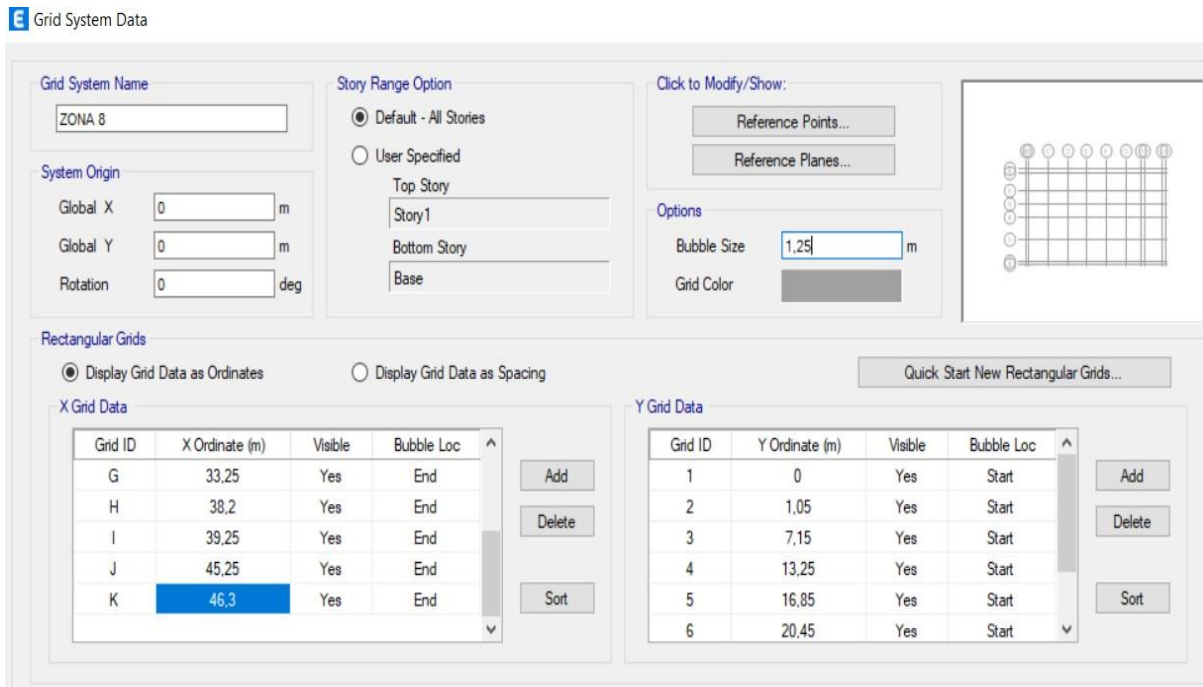 E Grid System Data
Grid System Name
ZONA 8
System Origin
Global X 0 m
Global Y 0 m
Rotation 0 deg
Story Range Option
Default - All Stories
User Specified
Top Story
Story1
Bottom Story
Base
Click to Modify/Show:
Reference Points...
Reference Planes...
Options
Bubble Size 1,25 m
Grid Color
Rectangular Grids
Display Grid Data as Ordinates Display Grid Data as Spacing Quick Start New Rectangular Grids...
X Grid Data
Grid ID X Ordinate (m) Visible Bubble Loc
G 33,25 Yes End
H 38,2 Yes End
I 39,25 Yes End
J 45,25 Yes End
K 46,3 Yes End
Add
Delete
Sort
Y Grid Data
Grid ID Y Ordinate (m) Visible Bubble Loc
1 0 Yes Start
2 1,05 Yes Start
3 7,15 Yes Start
4 13,25 Yes Start
5 16,85 Yes Start
6 20,45 Yes Start
Add
Delete
Sort